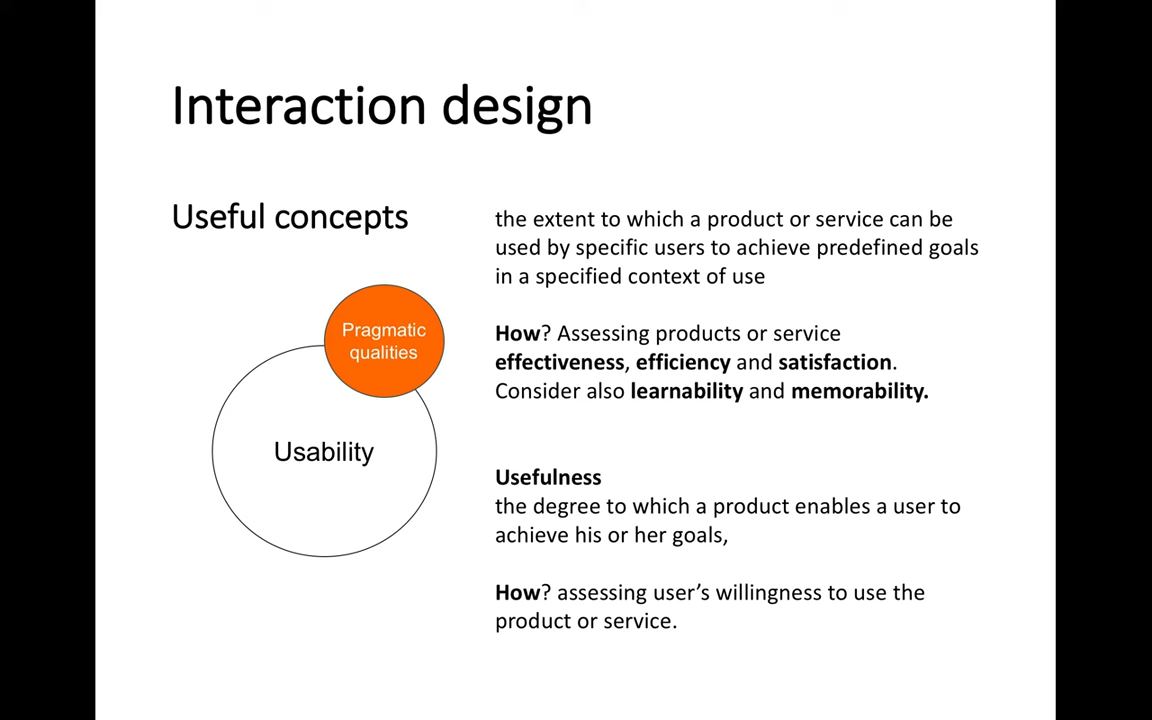 Interaction design
Useful concepts
the extent to which a product or service can be
used by specific users to achieve predefined goals
in a specified context of use
How? Assessing products or service
effectiveness, efficiency and satisfaction.
Consider also learnability and memorability.
Pragmatic
qualities
Usability
Usefulness
the degree to which a product enables a user to
achieve his or her goals,
How? assessing user’s willingness to use the
product or service.